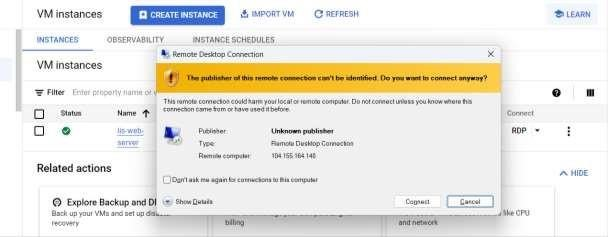 VM instances
CREATE INSTANCE
IMPORT VM
REFRESH
LEARN
INSTANCES
OBSERVABILITY
INSTANCE SCHEDULES
VM instances
Remote Desktop Connection
The publisher of this remote connection can't be identified. Do you want to connect anyway?
Filter Enter property name or
Status
Name
Connect
This remote connection could harm your local or remote computer. Do not connect unless you know where this
connection came from or have used it before.
iis-web-
server
RDP
Publisher: Unknown publisher
Type: Remote Desktop Connection
Remote computer: 104.155.164.140
Related actions
HIDE
Don't ask me again for connections to this computer
Show Details
Connect
Cancel
Explore Backup and D
Back up your VMs and set up
recovery
billing
like CPU
and network